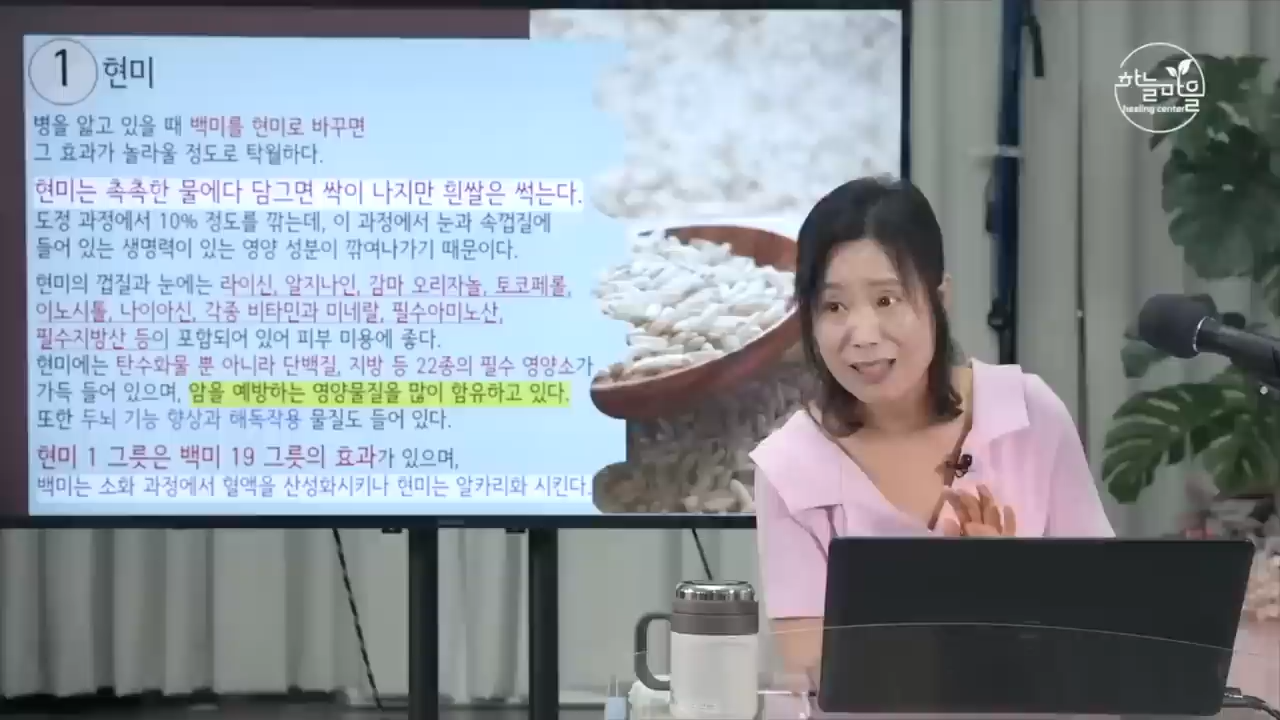 1 현미
병을 앓고 있을 때 백미를 현미로 바꾸면
그 효과가 놀라울 정도로 탁월하다.
현미는 촉촉한 물에다 담그면 싹이 나지만 흰쌀은 썩는다.
도정 과정에서 10% 정도를 깎는데, 이 과정에서 눈과 속껍질에
들어 있는 생명력이 있는 영양 성분이 깎여나가기 때문이다.
현미의 껍질과 눈에는 라이신, 알지나인, 감마 오리자놀, 토코페롤,
이노시톨, 나이아신, 각종 비타민과 미네랄, 필수아미노산,
필수지방산 등이 포함되어 있어 피부 미용에 좋다.
현미에는 탄수화물 뿐 아니라 단백질, 지방 등 22종의 필수 영양소가
가득 들어 있으며, 암을 예방하는 영양물질을 많이 함유하고 있다.
또한 두뇌 기능 향상과 해독작용 물질도 들어 있다.
현미 1 그릇은 백미 19 그릇의 효과가 있으며,
백미는 소화 과정에서 혈액을 산성화시키나 현미는 알카리화 시킨다.
하늘마을
healing center